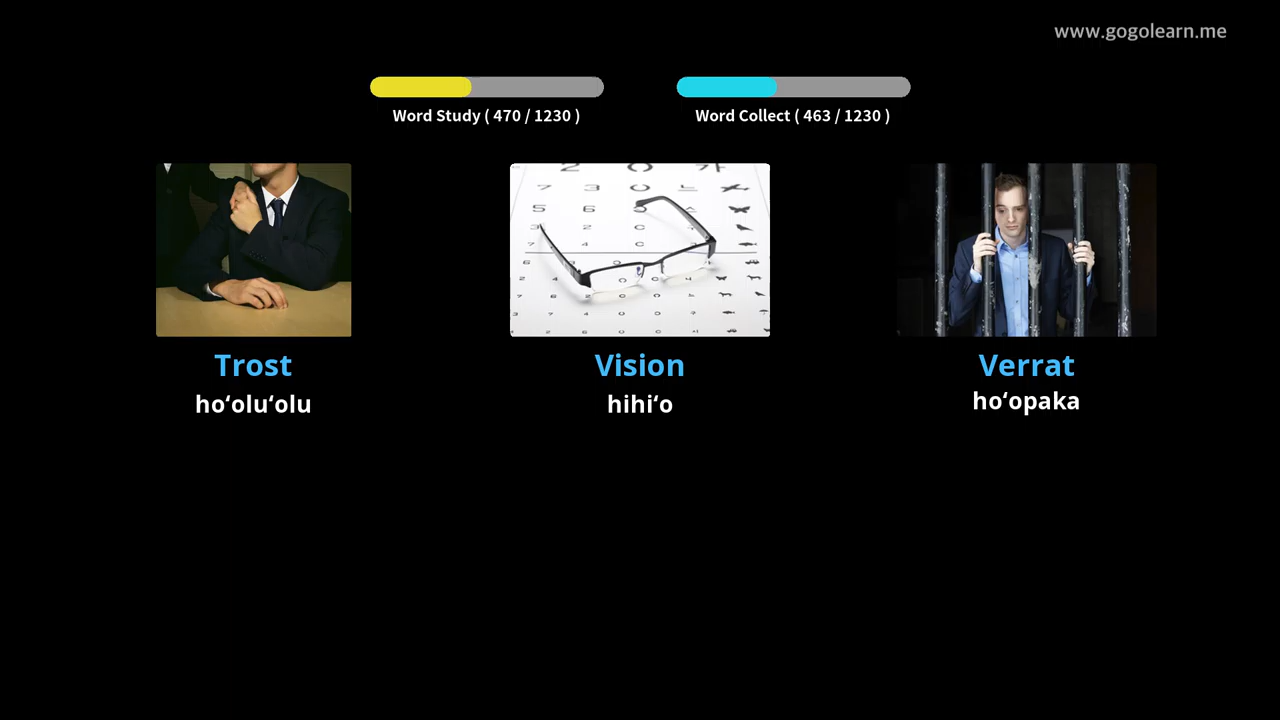 www.gogolearn.me
Word Study ( 470 / 1230 )
Word Collect ( 463 / 1230 )
Trost
Vision
Verrat
hoʻoluʻolu
hihiʻo
hoʻopaka